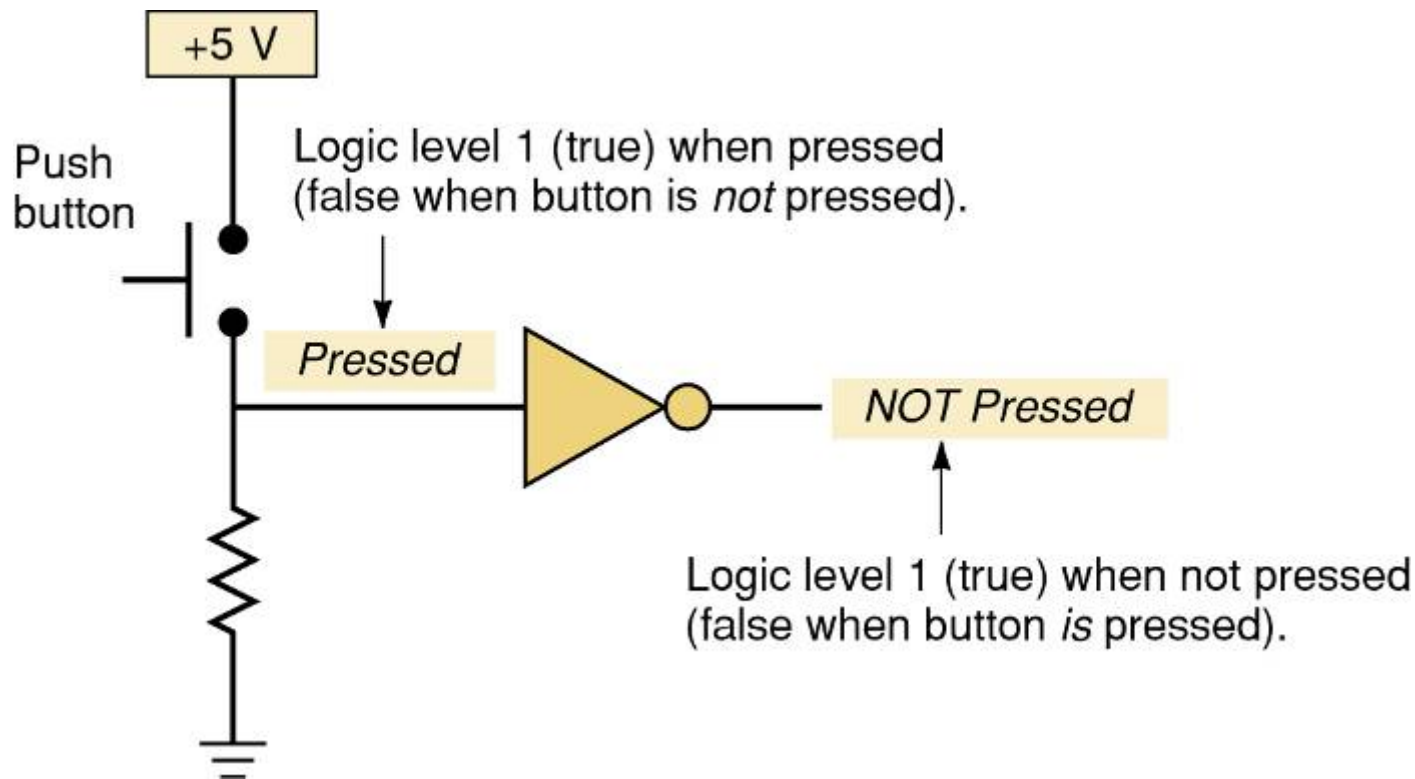 +5 V
Push
button
Logic level 1 (true) when pressed
(false when button is not pressed).
Pressed
NOT Pressed
Logic level 1 (true) when not pressed
(false when button is pressed).